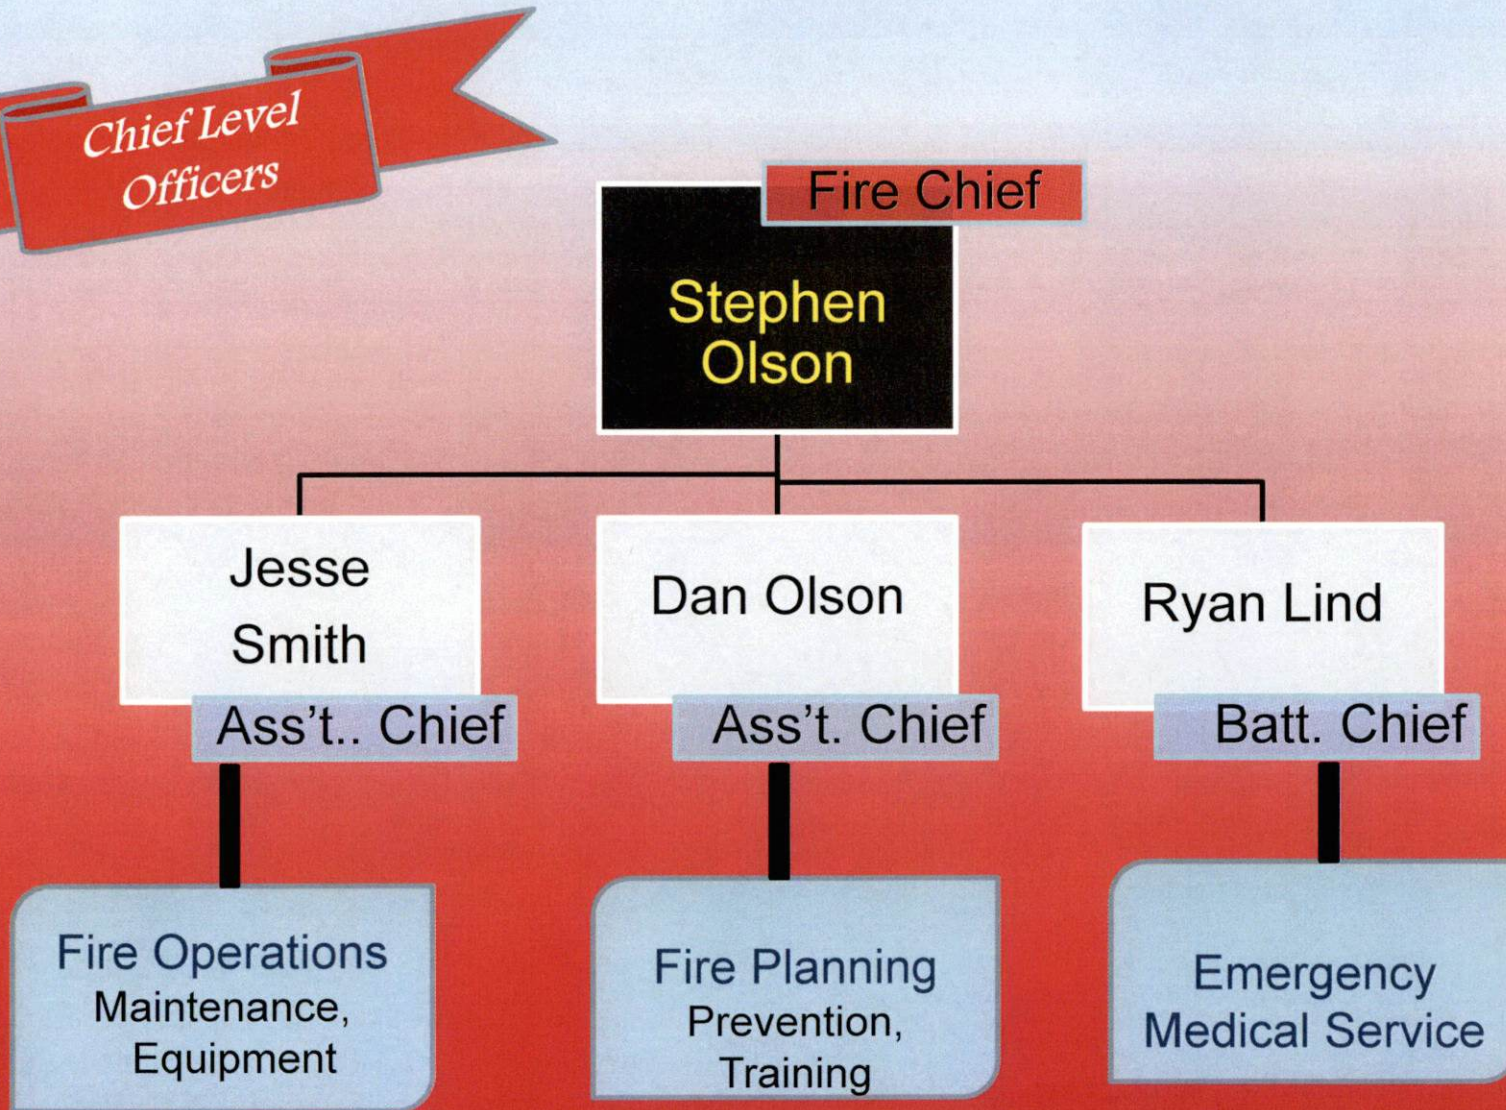 Chief Level
Officers
Fire Chief
Stephen
Olson
Jesse
Smith
Ass't.. Chief
Dan Olson
Ass't. Chief
Ryan Lind
Batt. Chief
Fire Operations
Maintenance,
Equipment
Fire Planning
Prevention,
Training
Emergency
Medical Service